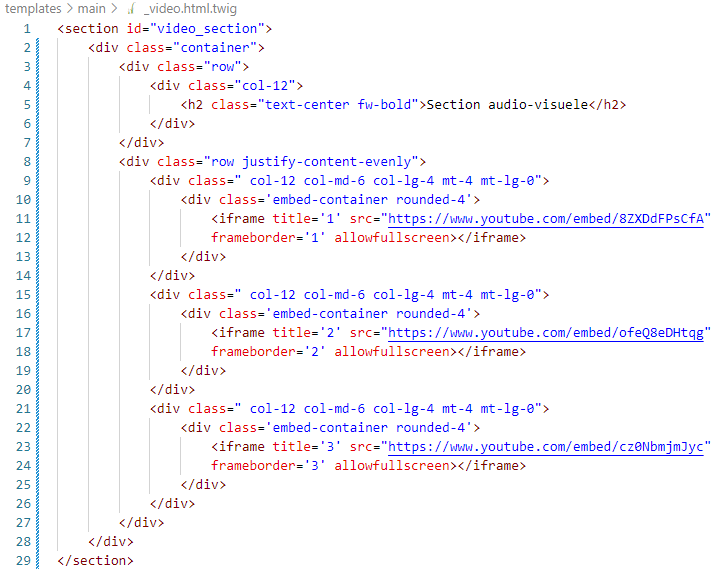 templates > main > _video.html.twig
1 <section id="video_section">
2 <div class="container">
3 <div class="row">
4 <div class="col-12">
5 <h2 class="text-center fw-bold">Section audio-visuele</h2>
6 </div>
7 </div>
8 <div class="row justify-content-evenly">
9 <div class=" col-12 col-md-6 col-lg-4 mt-4 mt-lg-0">
10 <div class='embed-container rounded-4'>
11 <iframe title='1' src="https://www.youtube.com/embed/8ZXDdFPsCfA"
12 frameborder='1' allowfullscreen></iframe>
13 </div>
14 </div>
15 <div class=" col-12 col-md-6 col-lg-4 mt-4 mt-lg-0">
16 <div class='embed-container rounded-4'>
17 <iframe title='2' src="https://www.youtube.com/embed/ofeQ8eDHtqg"
18 frameborder='2' allowfullscreen></iframe>
19 </div>
20 </div>
21 <div class=" col-12 col-md-6 col-lg-4 mt-4 mt-lg-0">
22 <div class='embed-container rounded-4'>
23 <iframe title='3' src="https://www.youtube.com/embed/cz0NbmjmJyc"
24 frameborder='3' allowfullscreen></iframe>
25 </div>
26 </div>
27 </div>
28 </div>
29 </section>